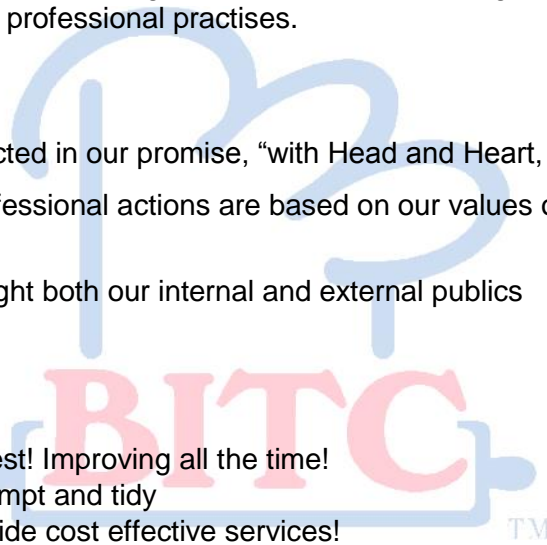 professional practises.
cted in our promise, “with Head and Heart,
fessional actions are based on our values o
ght both our internal and external publics
BITC
est! Improving all the time!
mpt and tidy
ide cost effective services!
TM